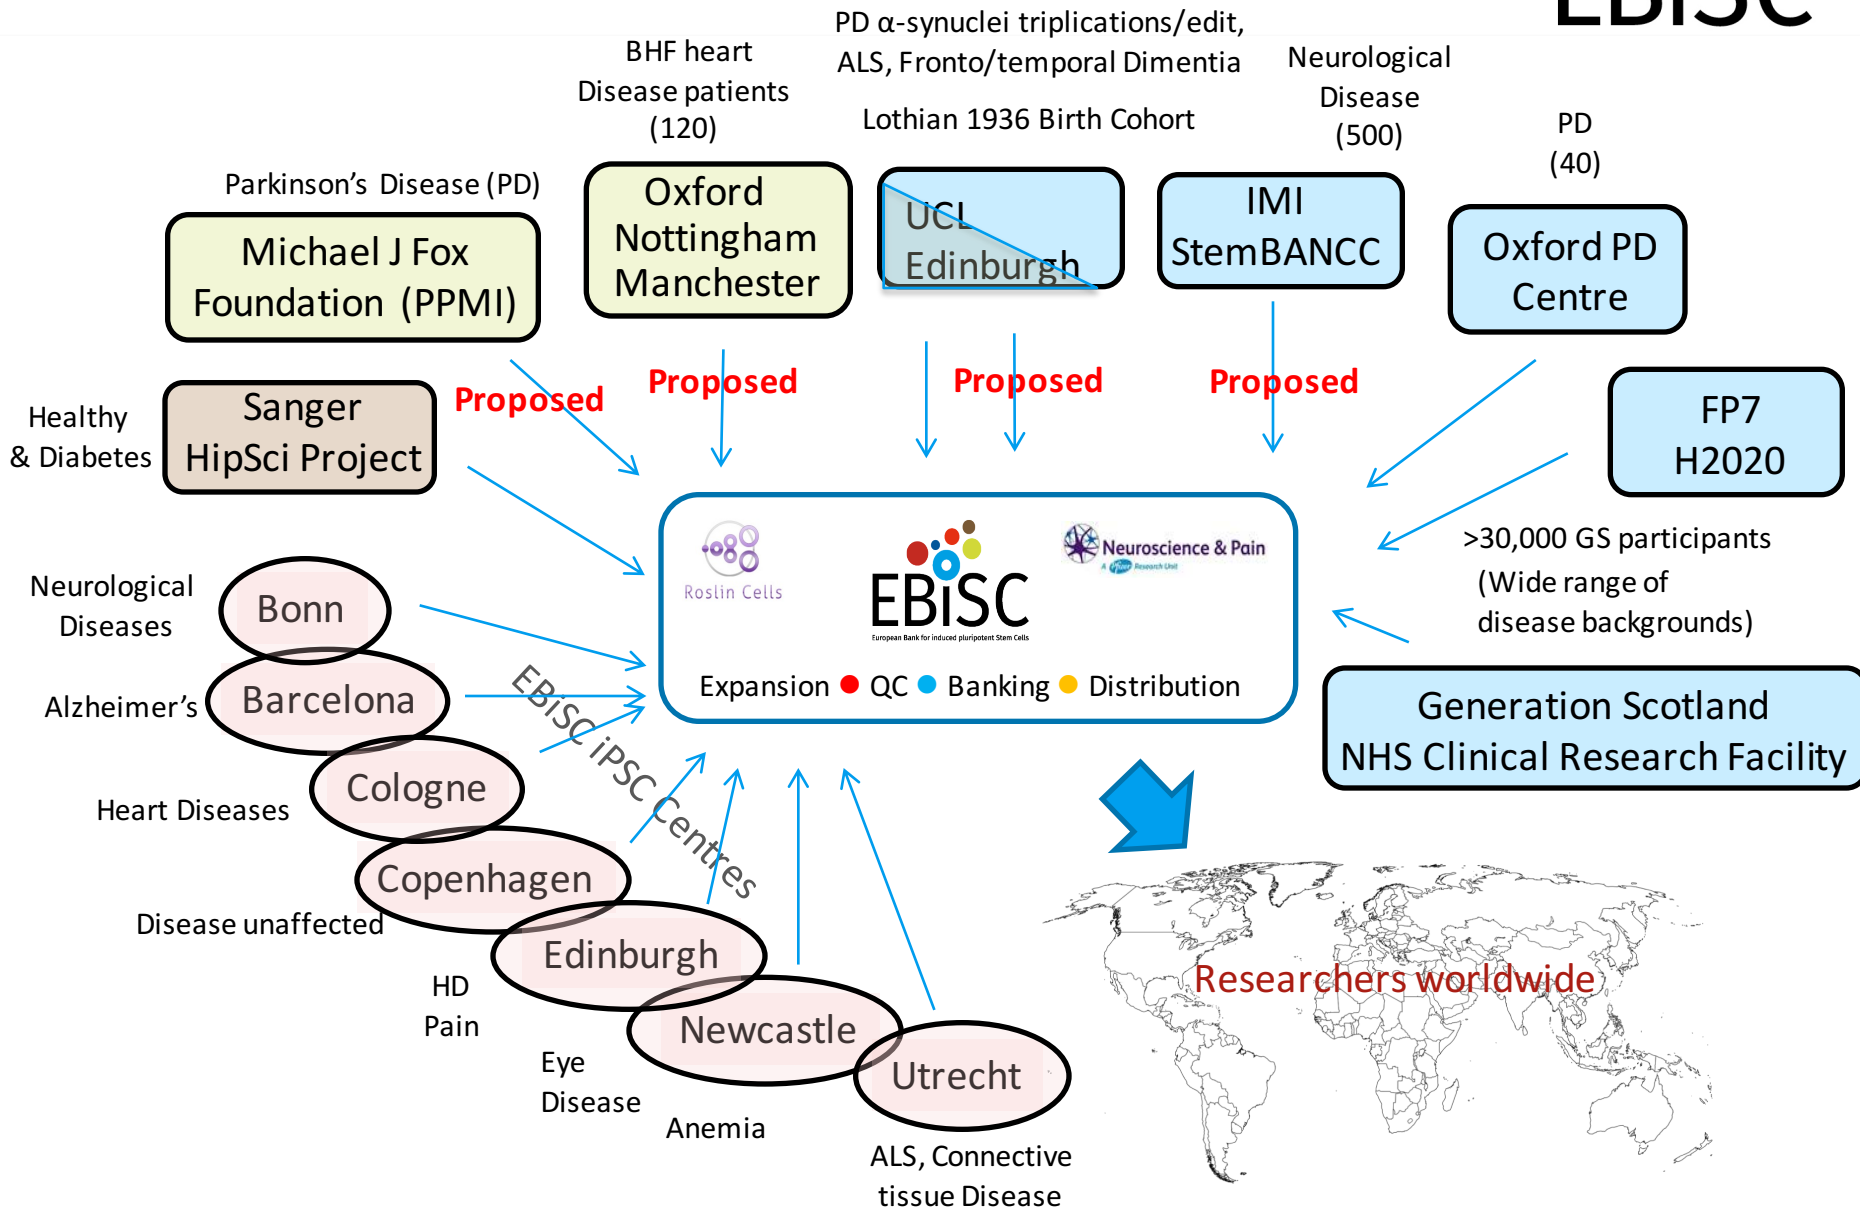 EBiSC
PD α-synuclei triplications/edit,
ALS, Fronto/temporal Dimentia
Lothian 1936 Birth Cohort
BHF heart
Disease patients
(120)
Neurological
Disease
(500)
PD
(40)
Parkinson's Disease (PD)
Michael J Fox
Foundation (PPMI)
Oxford
Nottingham
Manchester
UCL
Edinburgh
IMI
StemBANCC
Oxford PD
Centre
Proposed
Proposed
Proposed
Proposed
Healthy
& Diabetes
Sanger
HipSci Project
FP7
H2020
>30,000 GS participants
(Wide range of
disease backgrounds)
Generation Scotland
NHS Clinical Research Facility
Roslin Cells
EBiSC
European Bank for induced pluripotent Stem Cells
Neuroscience & Pain
A Pfizer Research Unit
Expansion ● QC ● Banking ● Distribution
Neurological
Diseases
Bonn
Alzheimer's
Barcelona
Heart Diseases
Cologne
Disease unaffected
Copenhagen
HD
Pain
Edinburgh
Eye
Disease
Newcastle
Anemia
Utrecht
ALS, Connective
tissue Disease
EBiSC iPSC Centres
Researchers worldwide